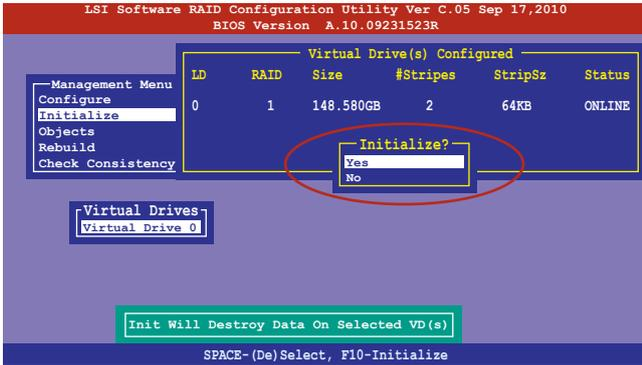 LSI Software RAID Configuration Utility Ver C.05 Sep 17,2010
BIOS Version A.10.09231523R
Virtual Drive(s) Configured
LD RAID Size #Stripes StripSz Status
0 1 148.580GB 2 64KB ONLINE
Management Menu
Configure
Initialize
Objects
Rebuild
Check Consistency
Initialize?
Yes
No
Virtual Drives
Virtual Drive 0
Init Will Destroy Data On Selected VD(s)
SPACE-(De)Select, F10-Initialize